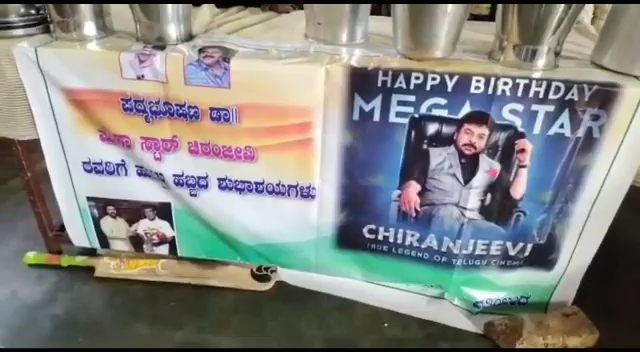 ಪದ್ಮಭೂಷಣ ಡಾ||
ಮೆಗಾ ಸ್ಟಾರ್ ಚಿರಂಜೀವಿ
ರವರಿಗೆ ಹುಟ್ಟು ಹಬ್ಬದ ಶುಭಾಶಯಗಳು
HAPPY BIRTHDAY
MEGA STAR
CHIRANJEEVI
TRUE LEGEND OF TELUGU CINEMA